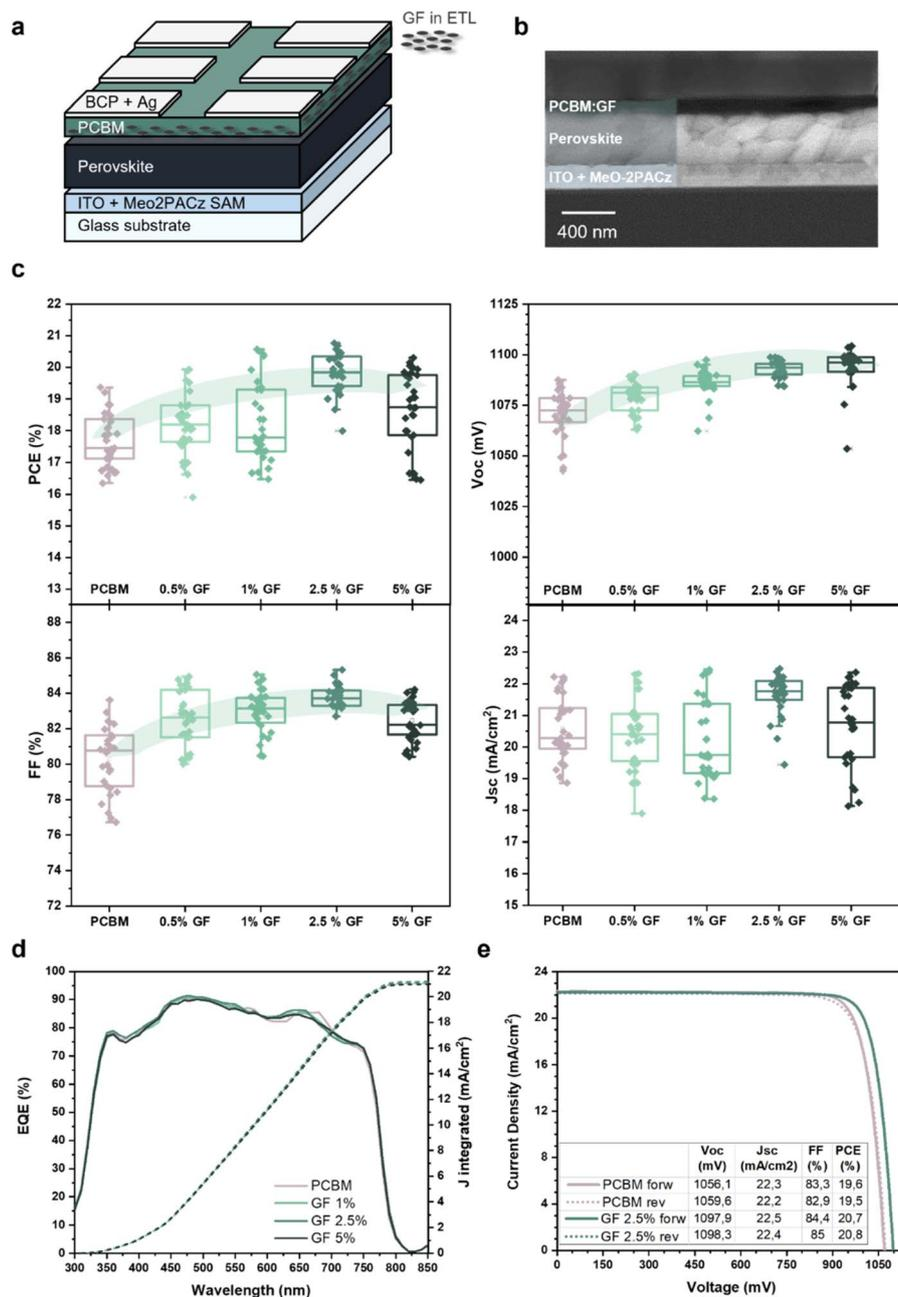 a
GF in ETL
BCP + Ag
PCBM
Perovskite
ITO + Meo2PACz SAM
Glass substrate
b
PCBM:GF
Perovskite
ITO + MeO-2PACz
400 nm
c
PCE (%)
22
21
20
19
18
17
16
15
14
13
PCBM 0.5% GF 1% GF 2.5 % GF 5% GF
Voc (mV)
1125
1100
1075
1050
1025
1000
FF (%)
88
86
84
82
80
78
76
74
72
PCBM 0.5% GF 1% GF 2.5 % GF 5% GF
Jsc (mA/cm²)
24
23
22
21
20
19
18
17
16
15
PCBM 0.5% GF 1% GF 2.5 % GF 5% GF
d
EQE (%)
100
90
80
70
60
50
40
30
20
10
0
300 350 400 450 500 550 600 650 700 750 800 850
Wavelength (nm)
J integrated (mA/cm²)
22
20
18
16
14
12
10
8
6
4
2
0
PCBM
GF 1%
GF 2.5%
GF 5%
e
Current Density (mA/cm²)
24
20
16
12
8
4
0
0 150 300 450 600 750 900 1050
Voltage (mV)
Voc (mV) Jsc (mA/cm2) FF (%) PCE (%)
PCBM forw 1056,1 22,3 83,3 19,6
PCBM rev 1059,6 22,2 82,9 19,5
GF 2.5% forw 1097,9 22,5 84,4 20,7
GF 2.5% rev 1098,3 22,4 85 20,8